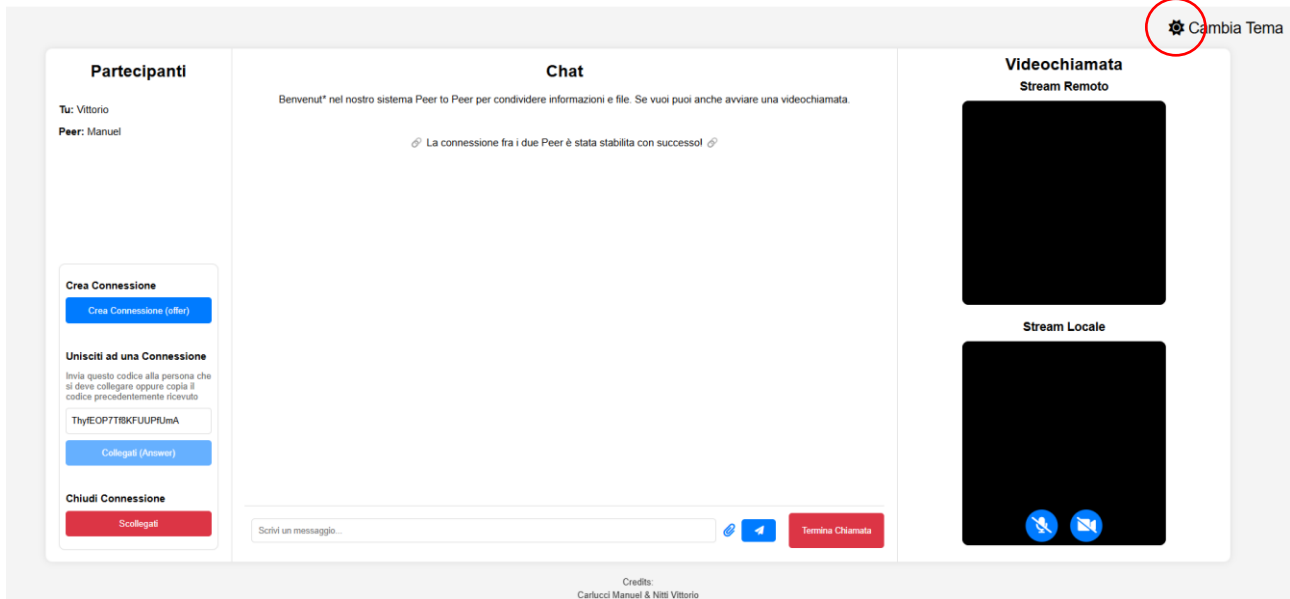 Cambia Tema
Partecipanti
Tu: Vittorio
Peer: Manuel
Crea Connessione
Crea Connessione (offer)
Unisciti ad una Connessione
Invia questo codice alla persona che
si deve collegare oppure copia il
codice precedentemente ricevuto
ThyfEOP7Tf8KFUUPfUmA
Collegati (Answer)
Chiudi Connessione
Scollegati
Chat
Benvenut* nel nostro sistema Peer to Peer per condividere informazioni e file. Se vuoi puoi anche avviare una videochiamata.
🔗 La connessione fra i due Peer è stata stabilita con successo! 🔗
Scrivi un messaggio...
Termina Chiamata
Videochiamata
Stream Remoto
Stream Locale
Credits:
Carlucci Manuel & Nitti Vittorio